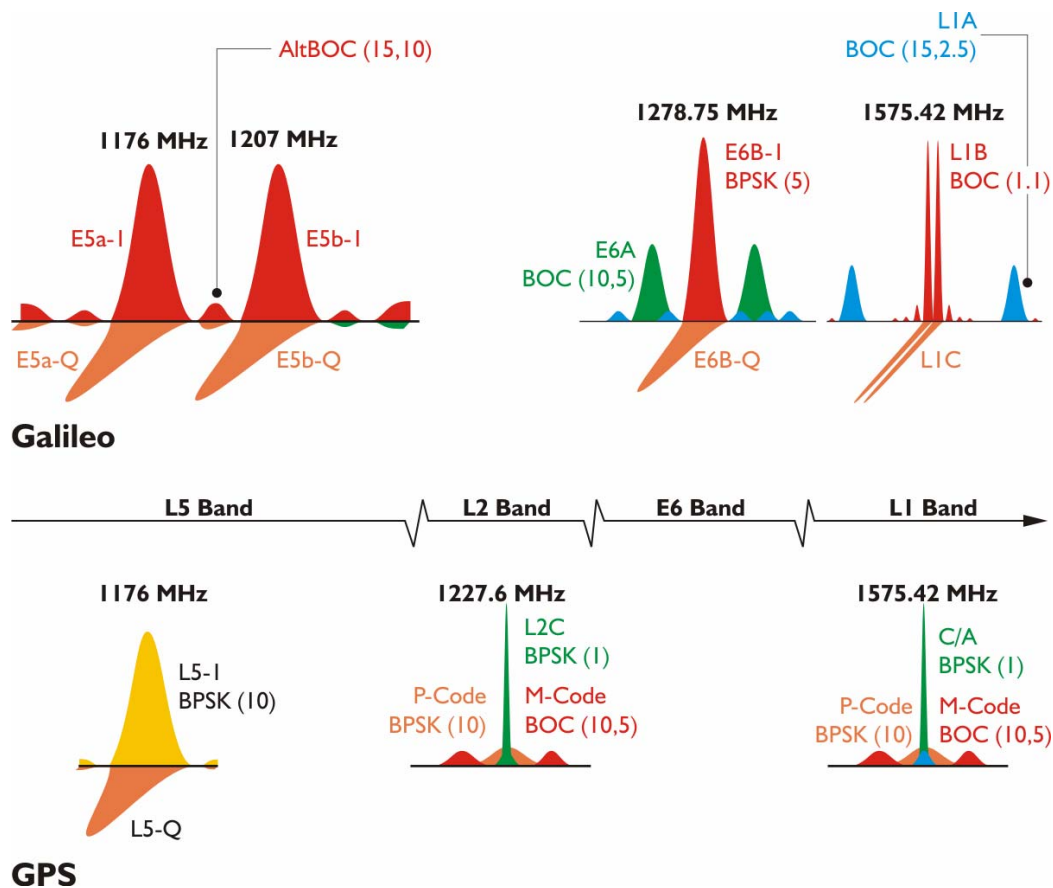 AltBOC (15,10)
L1A
BOC (15,2.5)
1176 MHz
1207 MHz
1278.75 MHz
1575.42 MHz
E6B-1
BPSK (5)
L1B
BOC (1.1)
E5a-1
E5b-1
E6A
BOC (10,5)
E5a-Q
E5b-Q
E6B-Q
L1C
Galileo
L5 Band
L2 Band
E6 Band
L1 Band
1176 MHz
1227.6 MHz
1575.42 MHz
L5-1
BPSK (10)
L2C
BPSK (1)
P-Code
BPSK (10)
M-Code
BOC (10,5)
C/A
BPSK (1)
P-Code
BPSK (10)
M-Code
BOC (10,5)
L5-Q
GPS